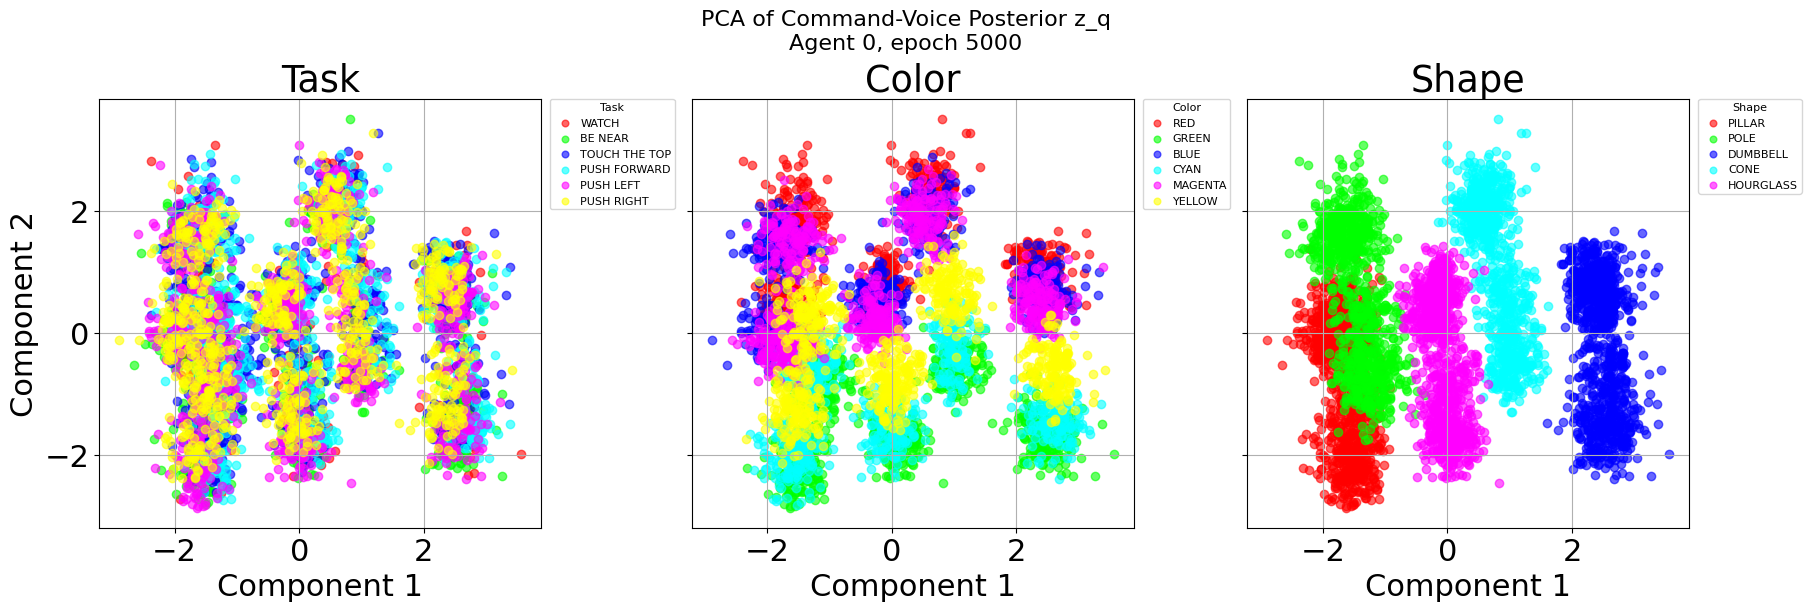 PCA of Command-Voice Posterior z_q
Agent 0, epoch 5000
Task
Component 2
2
0
−2
−2 0 2
Component 1
Task
WATCH
BE NEAR
TOUCH THE TOP
PUSH FORWARD
PUSH LEFT
PUSH RIGHT
Color
−2 0 2
Component 1
Color
RED
GREEN
BLUE
CYAN
MAGENTA
YELLOW
Shape
−2 0 2
Component 1
Shape
PILLAR
POLE
DUMBBELL
CONE
HOURGLASS